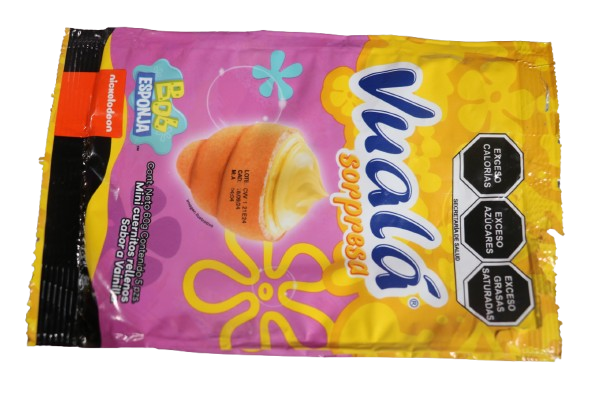 Vualá®
sorpresa
nickelodeon
Bob
ESPONJA
EXCESO
CALORÍAS
EXCESO
AZÚCARES
EXCESO
GRASAS
SATURADAS
SECRETARÍA DE SALUD
Cont. Neto 60g Contenido 5 pzs
Mini cuernitos rellenos
Sabor a Vainilla